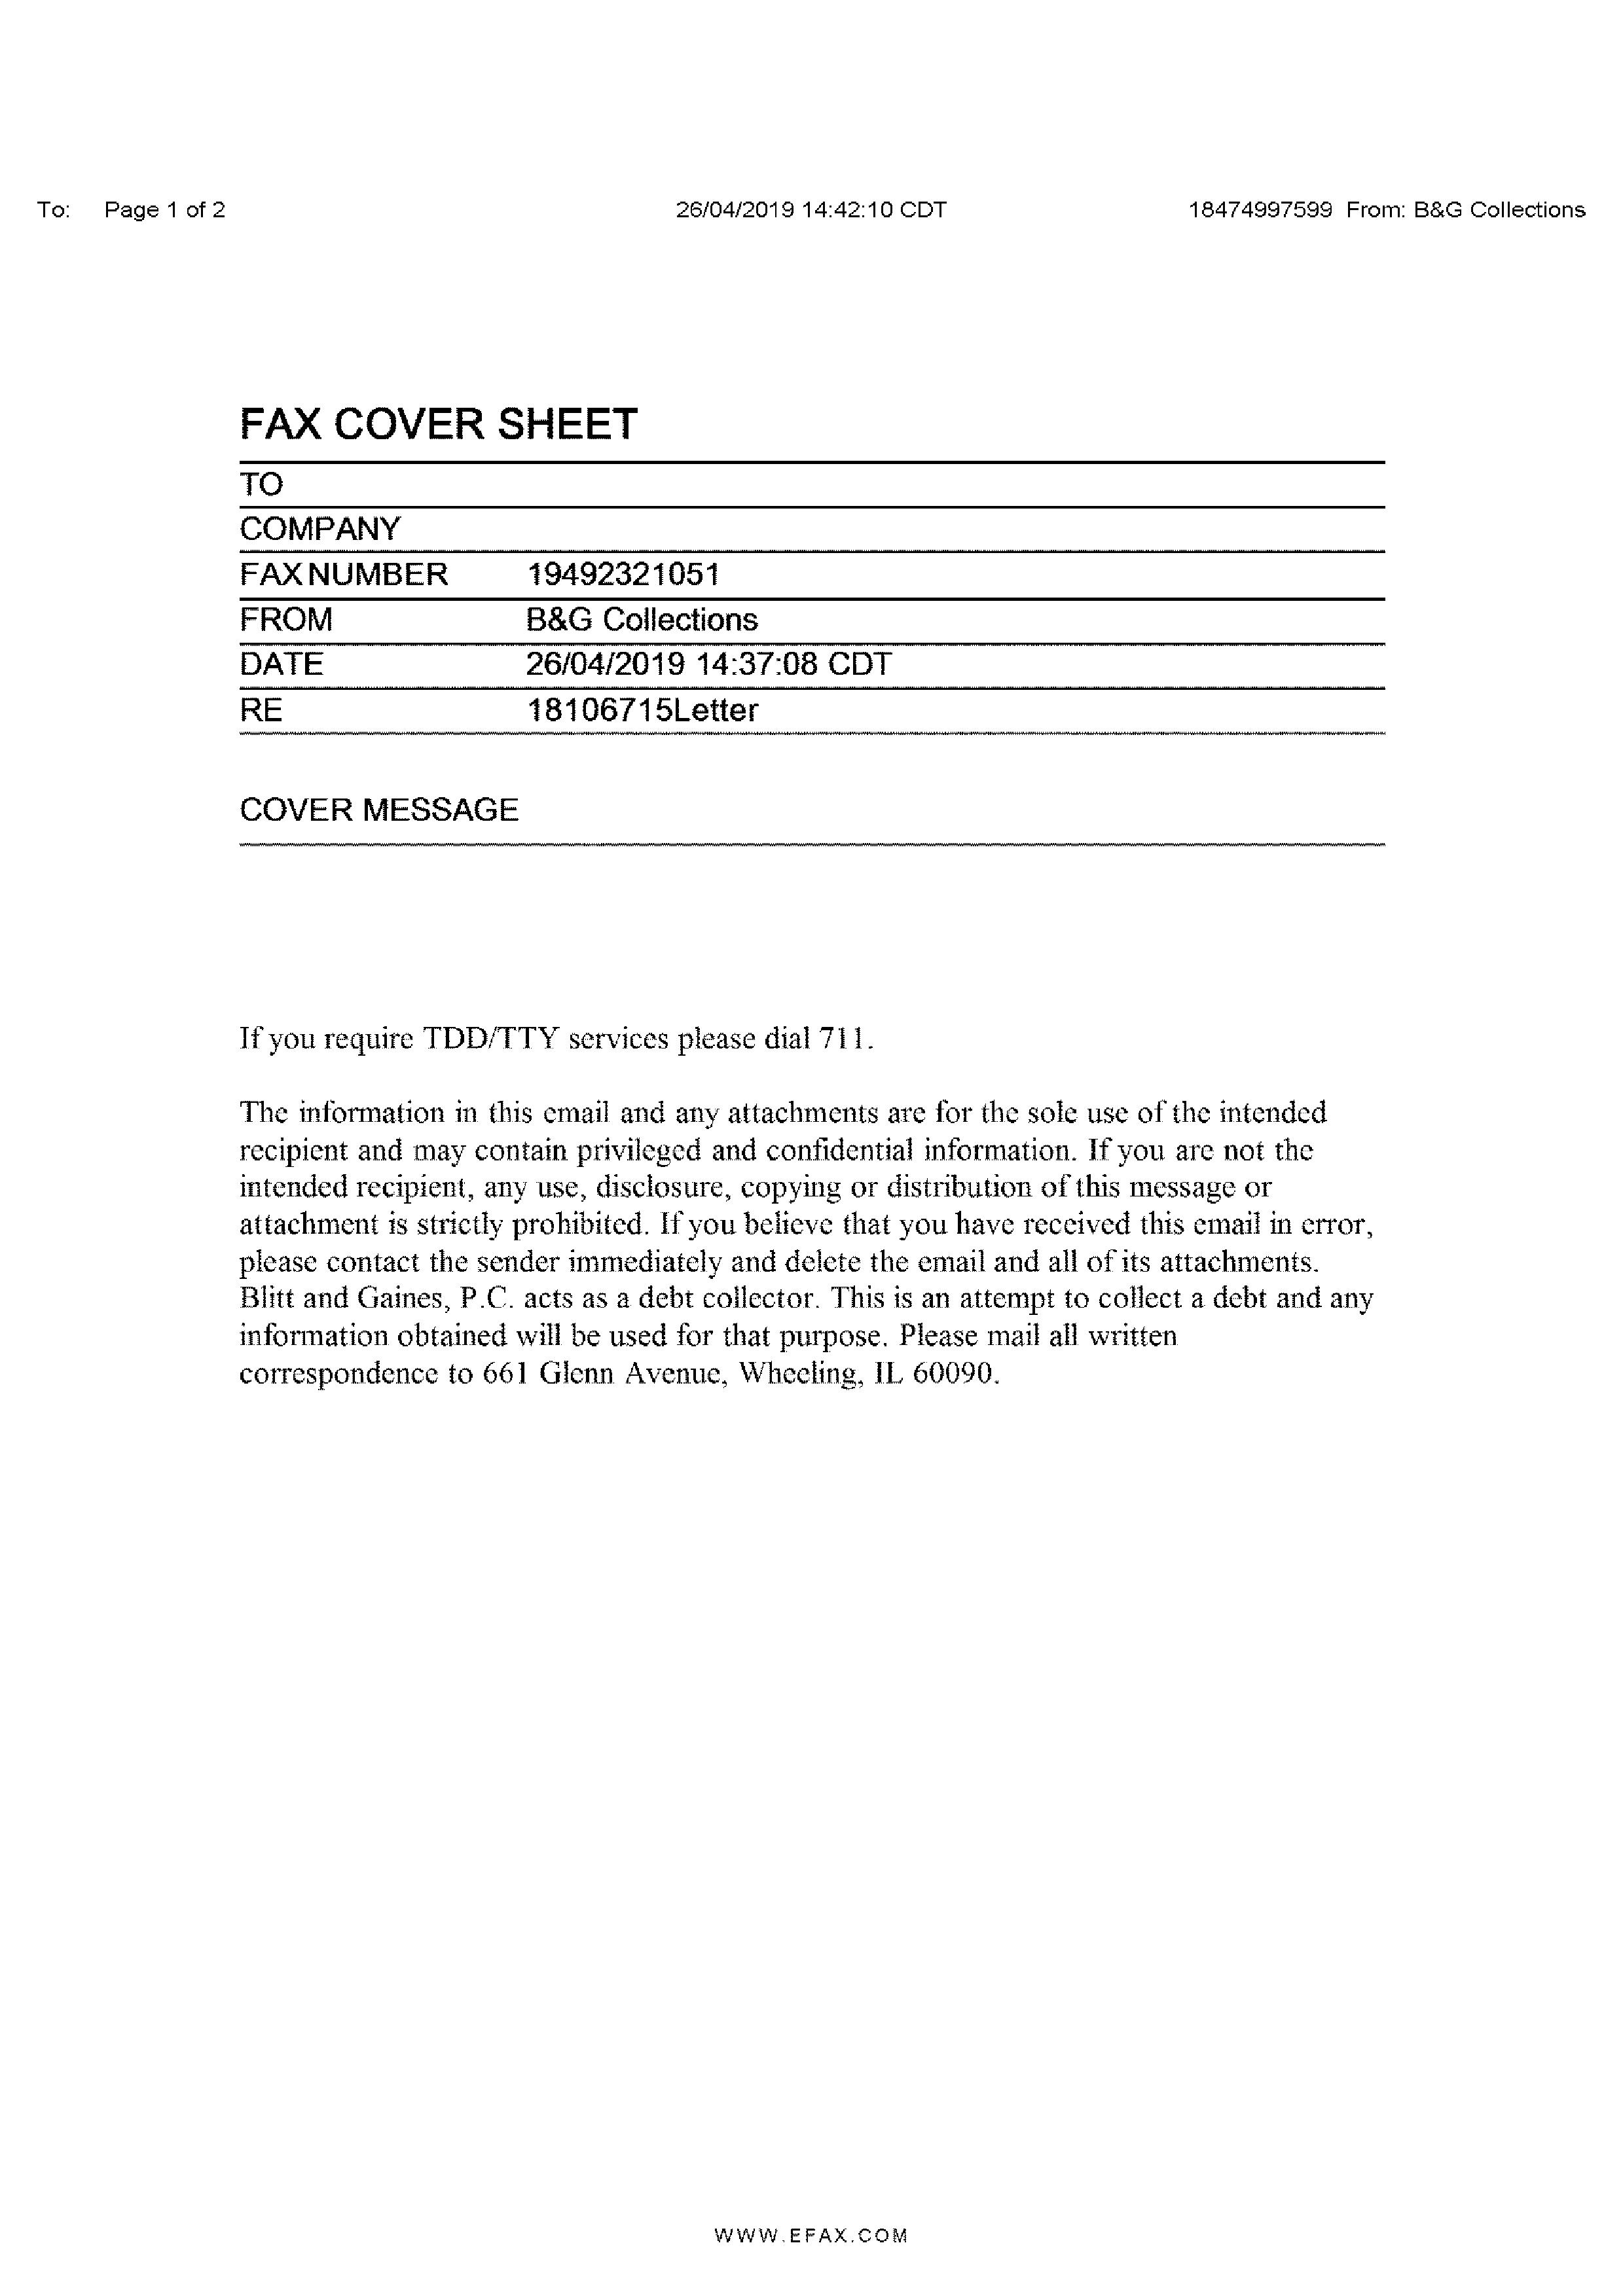 To: Page 1 of 2 26/04/2019 14:42:10 CDT 18474997599 From: B&G Collections
FAX COVER SHEET
TO
COMPANY
FAX NUMBER 19492321051
FROM B&G Collections
DATE 26/04/2019 14:37:08 CDT
RE 18106715Letter
COVER MESSAGE
If you require TDD/TTY services please dial 711.
The information in this email and any attachments are for the sole use of the intended
recipient and may contain privileged and confidential information. If you are not the
intended recipient, any use, disclosure, copying or distribution of this message or
attachment is strictly prohibited. If you believe that you have received this email in error,
please contact the sender immediately and delete the email and all of its attachments.
Blitt and Gaines, P.C. acts as a debt collector. This is an attempt to collect a debt and any
information obtained will be used for that purpose. Please mail all written
correspondence to 661 Glenn Avenue, Wheeling, IL 60090.
WWW.EFAX.COM